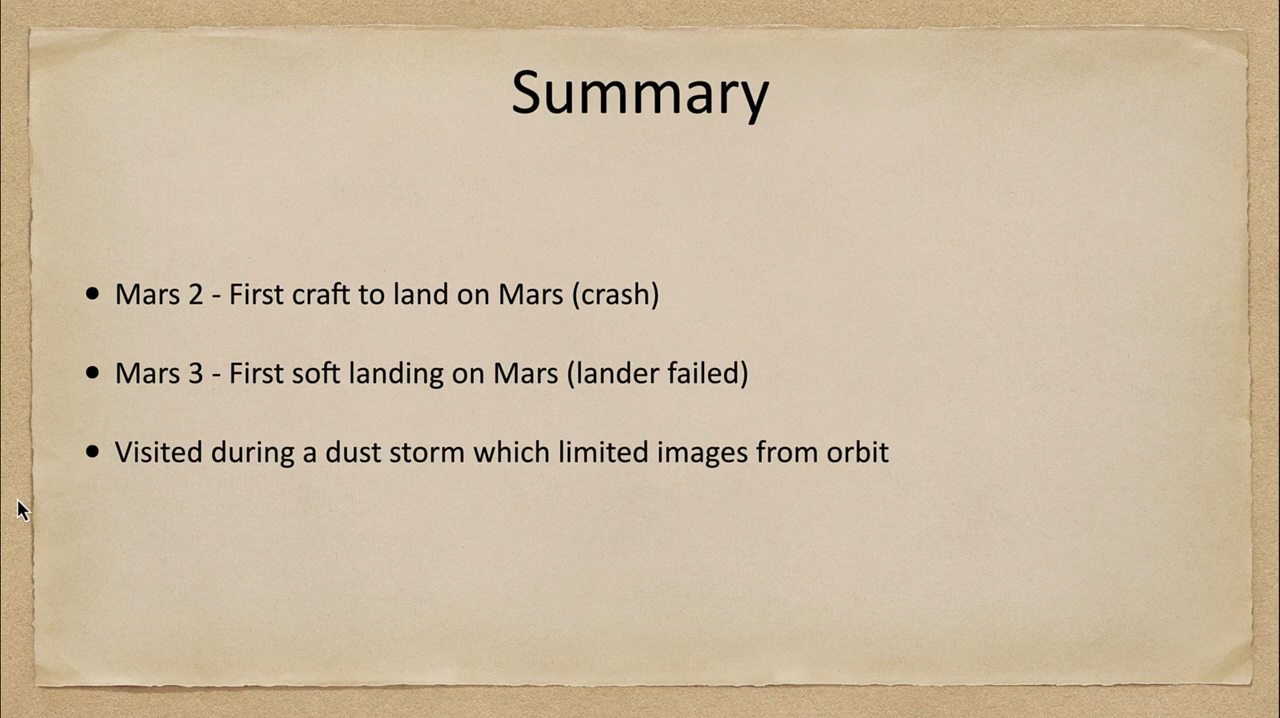 Summary
• Mars 2 - First craft to land on Mars (crash)
• Mars 3 - First soft landing on Mars (lander failed)
• Visited during a dust storm which limited images from orbit